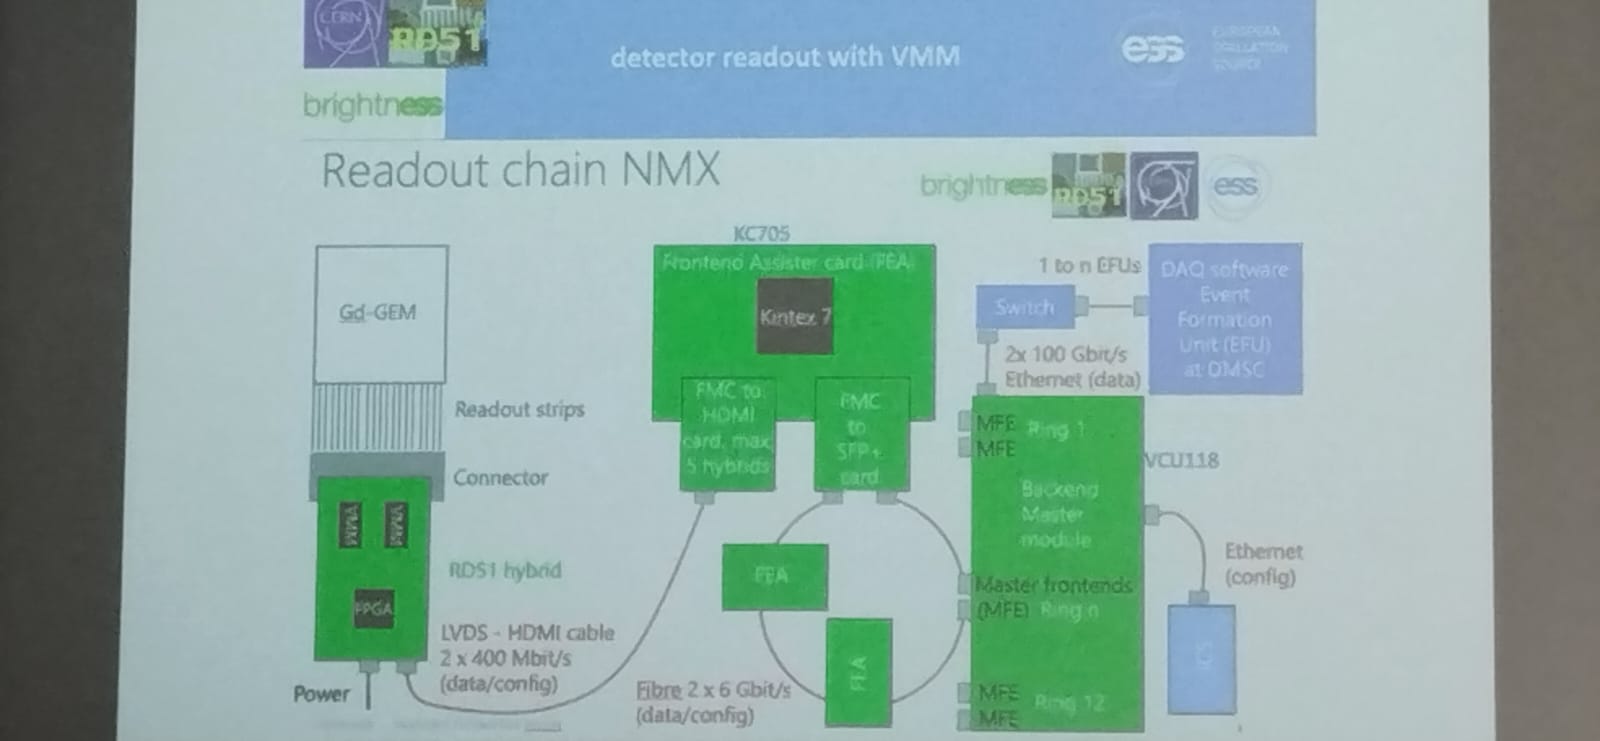 CERN
RD51
detector readout with VMM
ess
EUROPEAN
SPALLATION
SOURCE
brightness
Readout chain NMX
brightness
RD51
ess
KC705
Frontend Assister card (FEA)
Kintex 7
1 to n EFUs
DAQ software
Event
Formation
Unit (EFU)
at DMSC
Switch
Gd-GEM
2x 100 Gbit/s
Ethernet (data)
FMC to
HDMI
card, max
5 hybrids
FMC
to
SFP+
card
Readout strips
MFE
Ring 1
MFE
VCU118
Connector
Backend
Master
module
VMM
VMM
RD51 hybrid
FPGA
FEA
Ethernet
(config)
Master frontends
(MFE) Ring n
LVDS - HDMI cable
2 x 400 Mbit/s
(data/config)
FEA
Power
Fibre 2 x 6 Gbit/s
(data/config)
MFE
Ring 12
MFE